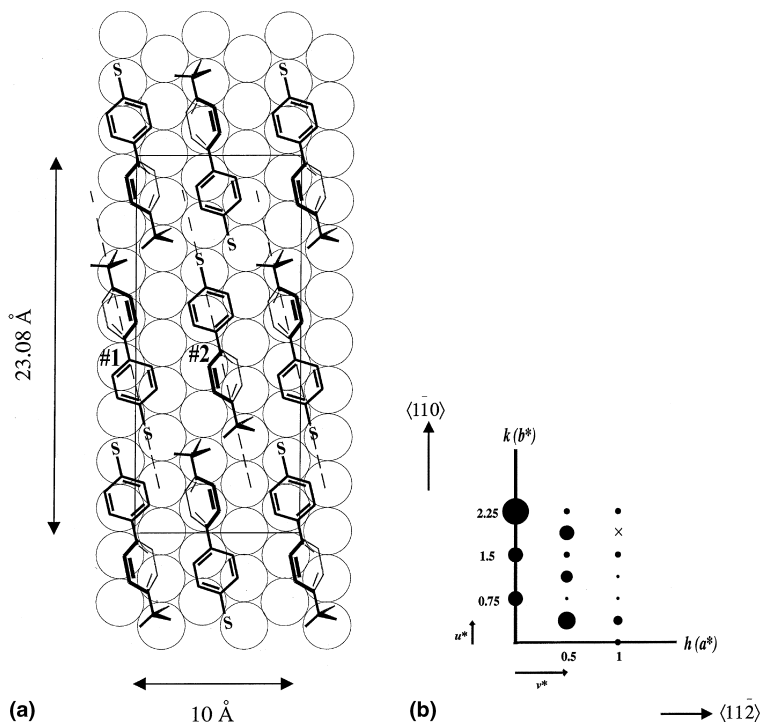 S
S
23.08 Å
S
S
#1
#2
S
S
S
S
S
10 Å
(a)
⟨11̄0⟩
k (b*)
2.25
1.5
0.75
u*
h (a*)
0.5 1
v*
⟨112̄⟩
(b)